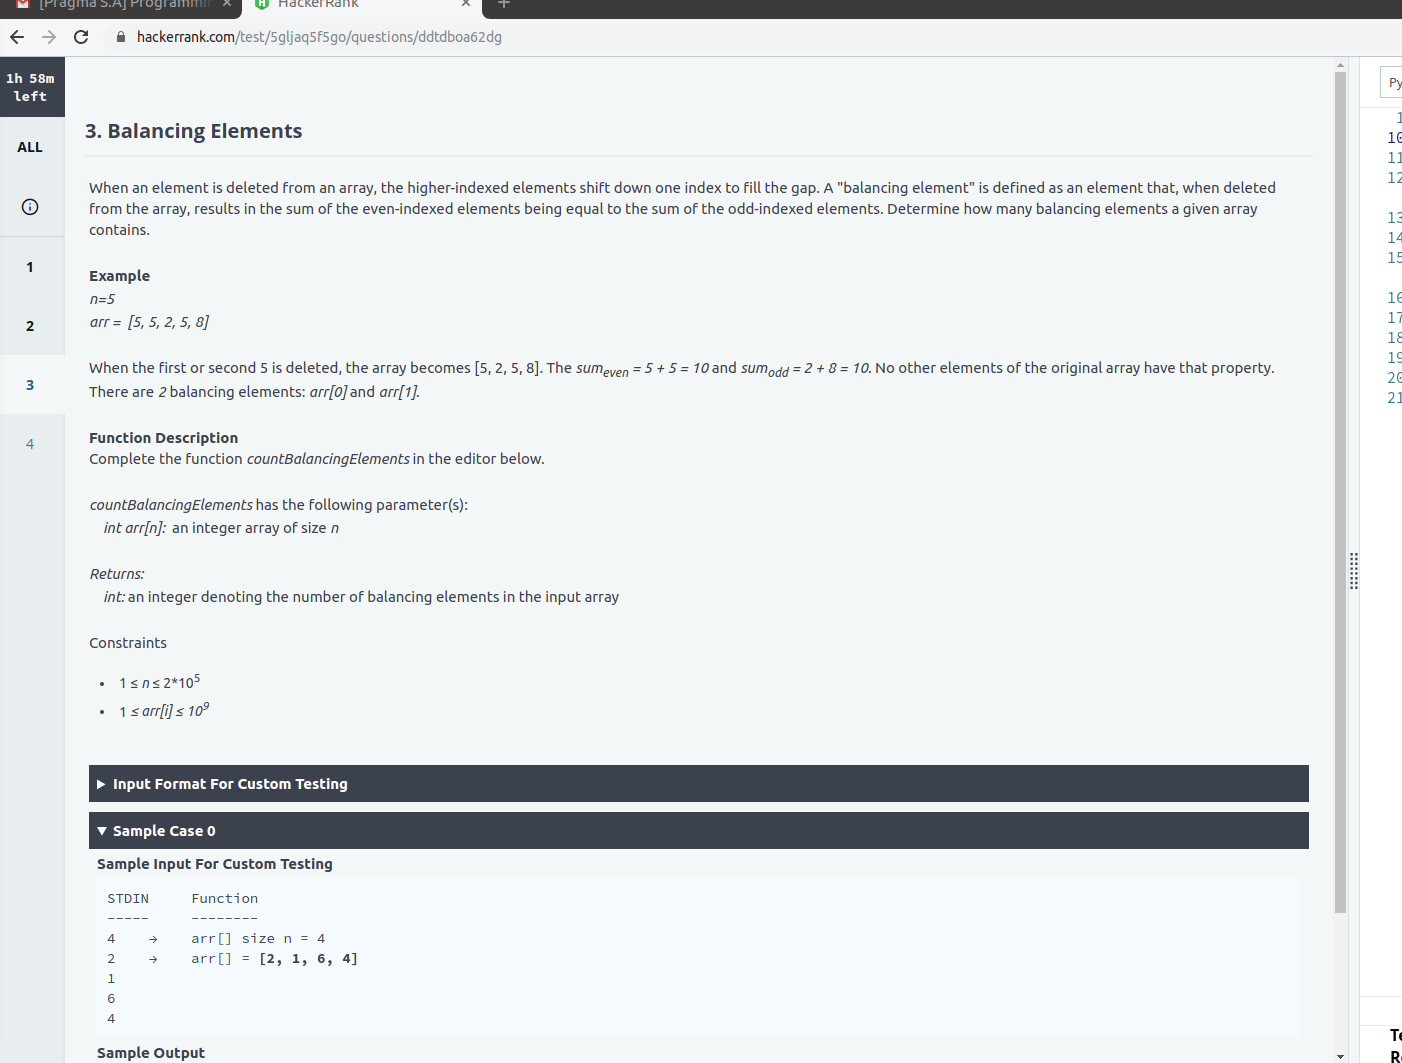 [Pragma S.A] Programmin
HackerRank
hackerrank.com/test/5gljaq5f5go/questions/ddtdboa62dg
1h 58m
left
ALL
1
2
3
4
3. Balancing Elements
When an element is deleted from an array, the higher-indexed elements shift down one index to fill the gap. A "balancing element" is defined as an element that, when deleted
from the array, results in the sum of the even-indexed elements being equal to the sum of the odd-indexed elements. Determine how many balancing elements a given array
contains.
Example
n=5
arr = [5, 5, 2, 5, 8]
When the first or second 5 is deleted, the array becomes [5, 2, 5, 8]. The sumeven = 5 + 5 = 10 and sumodd = 2 + 8 = 10. No other elements of the original array have that property.
There are 2 balancing elements: arr[0] and arr[1].
Function Description
Complete the function countBalancingElements in the editor below.
countBalancingElements has the following parameter(s):
int arr[n]: an integer array of size n
Returns:
int: an integer denoting the number of balancing elements in the input array
Constraints
• 1 ≤ n ≤ 2*10^5
• 1 ≤ arr[i] ≤ 10^9
Input Format For Custom Testing
Sample Case 0
Sample Input For Custom Testing
STDIN Function
----- --------
4 → arr[] size n = 4
2 → arr[] = [2, 1, 6, 4]
1
6
4
Sample Output
Py
1
10
11
12
13
14
15
16
17
18
19
20
21
Te
R